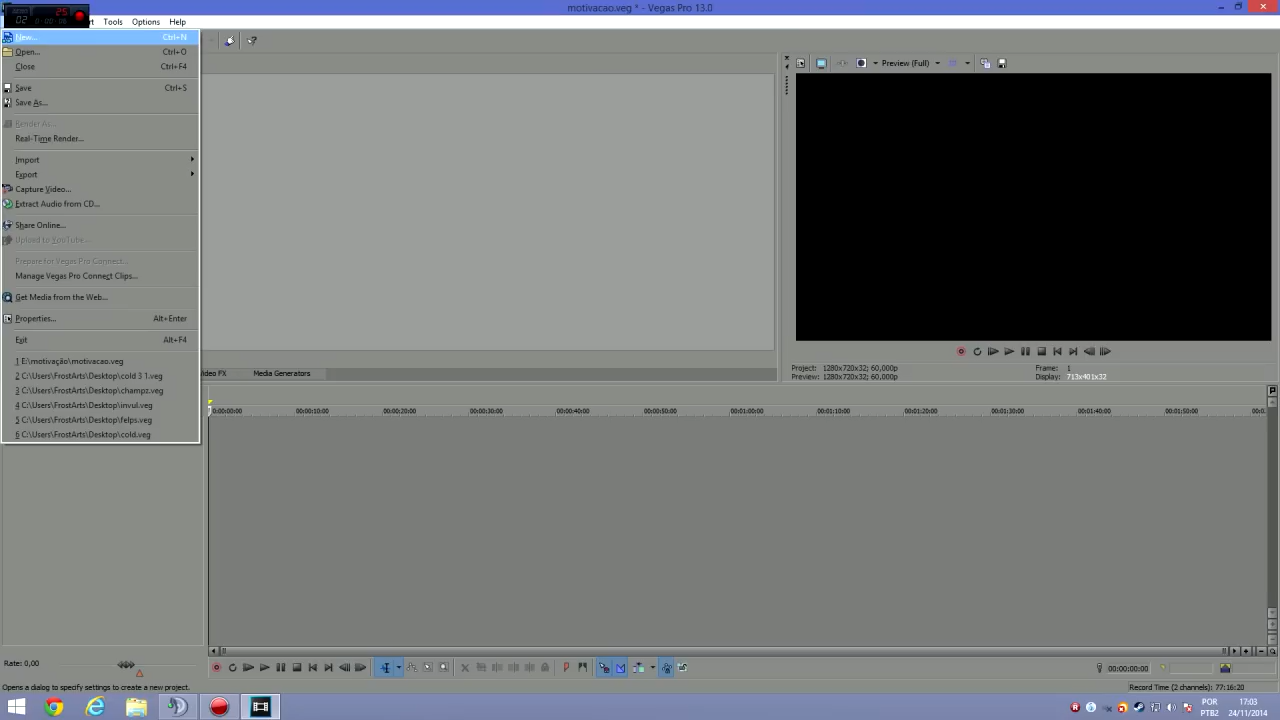 motivacao.veg * - Vegas Pro 13.0
25
02
Tools Options Help
New... Ctrl+N
Open... Ctrl+O
Close Ctrl+F4
Save Ctrl+S
Save As...
Render As...
Real-Time Render...
Import
Export
Capture Video...
Extract Audio from CD...
Share Online...
Upload to YouTube...
Prepare for Vegas Pro Connect...
Manage Vegas Pro Connect Clips...
Get Media from the Web...
Properties... Alt+Enter
Exit Alt+F4
1 E:\motivação\motivacao.veg
2 C:\Users\FrostArts\Desktop\cold 3 1.veg
3 C:\Users\FrostArts\Desktop\champs.veg
4 C:\Users\FrostArts\Desktop\invul.veg
5 C:\Users\FrostArts\Desktop\felps.veg
6 C:\Users\FrostArts\Desktop\cold.veg
Preview (Full)
Project: 1280x720x32; 60,000p
Preview: 1280x720x32; 60,000p
Frame: 1
Display: 713x401x32
Video FX Media Generators
0:00:00:00 00:00:10:00 00:00:20:00 00:00:30:00 00:00:40:00 00:00:50:00 00:01:00:00 00:01:10:00 00:01:20:00 00:01:30:00 00:01:40:00 00:01:50:00 00:0
Rate: 0,00
00:00:00:00
Opens a dialog to specify settings to create a new project.
Record Time (2 channels): 77:16:20
POR 17:03
PTB2 24/11/2014